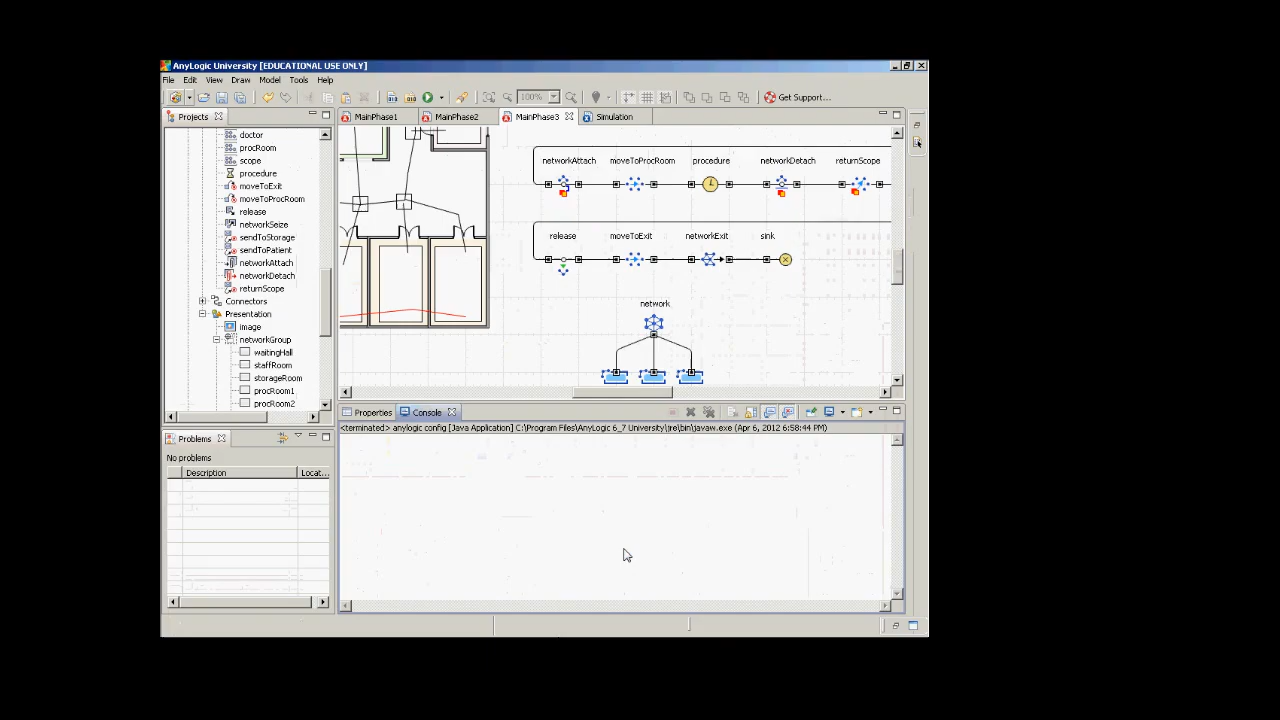 AnyLogic University [EDUCATIONAL USE ONLY]
File Edit View Draw Model Tools Help
100%
Get Support...
Projects
MainPhase1
MainPhase2
MainPhase3
Simulation
doctor
procRoom
scope
procedure
moveToExit
moveToProcRoom
release
networkSeize
sendToStorage
sendToPatient
networkAttach
networkDetach
returnScope
Connectors
Presentation
image
networkGroup
waitingHall
staffRoom
storageRoom
procRoom1
procRoom2
networkAttach moveToProcRoom procedure networkDetach returnScope
release moveToExit networkExit sink
network
Properties
Console
<terminated> anylogic config [Java Application] C:\Program Files\AnyLogic 6_7 University\jre\bin\javaw.exe (Apr 6, 2012 6:58:44 PM)
Problems
No problems
Description Locat...